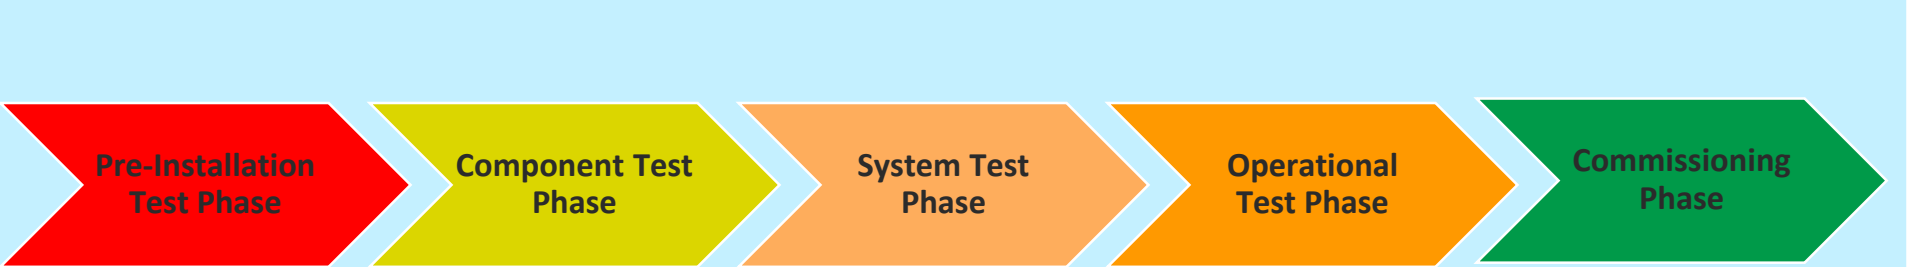 Pre-Installation
Test Phase
Component Test
Phase
System Test
Phase
Operational
Test Phase
Commissioning
Phase